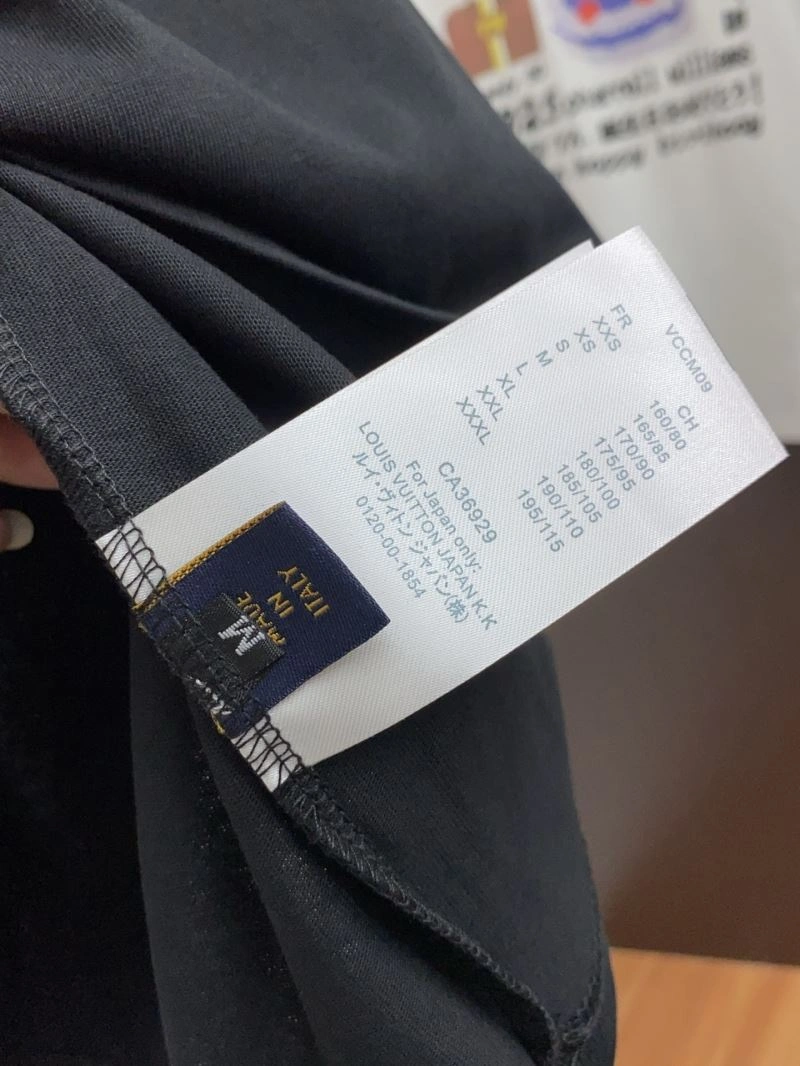 VCCM09
FR CH
XXS 160/80
XS 165/85
S 170/90
M 175/95
L 180/100
XL 185/105
XXL 190/110
XXXL 195/115
CA36929
For Japan only:
LOUIS VUITTON JAPAN K.K
ルイ・ヴィトン ジャパン(株)
0120-00-1854
MADE
IN
ITALY
M
happy birthday